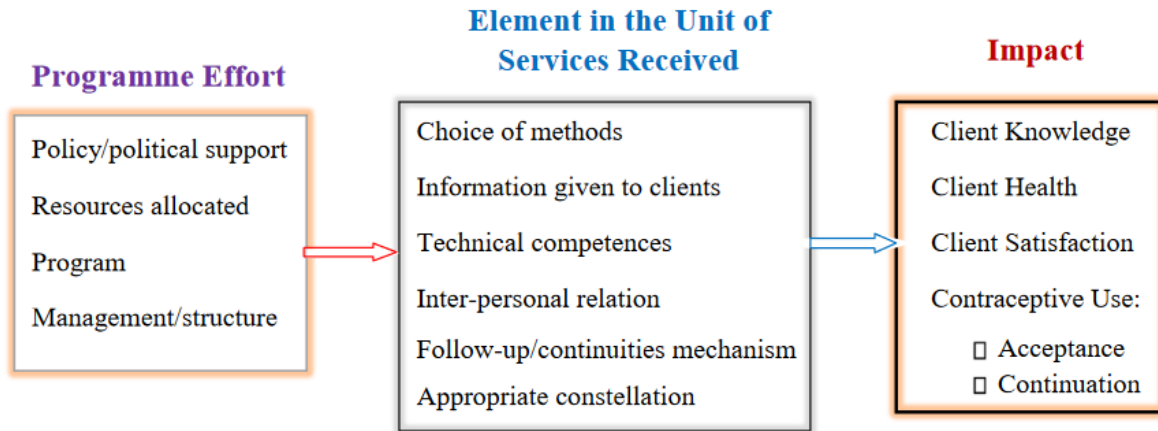 Programme Effort
Policy/political support
Resources allocated
Program
Management/structure
Element in the Unit of
Services Received
Choice of methods
Information given to clients
Technical competences
Inter-personal relation
Follow-up/continuities mechanism
Appropriate constellation
Impact
Client Knowledge
Client Health
Client Satisfaction
Contraceptive Use:
▯ Acceptance
▯ Continuation